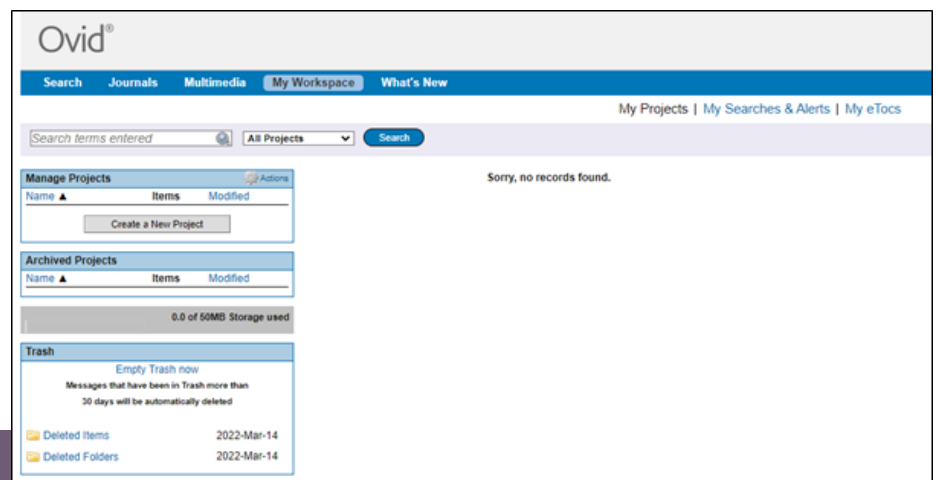 Ovid®
Search Journals Multimedia My Workspace What's New
My Projects | My Searches & Alerts | My eTocs
Search terms entered All Projects Search
Manage Projects Actions
Name ▲ Items Modified
Create a New Project
Sorry, no records found.
Archived Projects
Name ▲ Items Modified
0.0 of 50MB Storage used
Trash
Empty Trash now
Messages that have been in Trash more than
30 days will be automatically deleted
Deleted Items 2022-Mar-14
Deleted Folders 2022-Mar-14